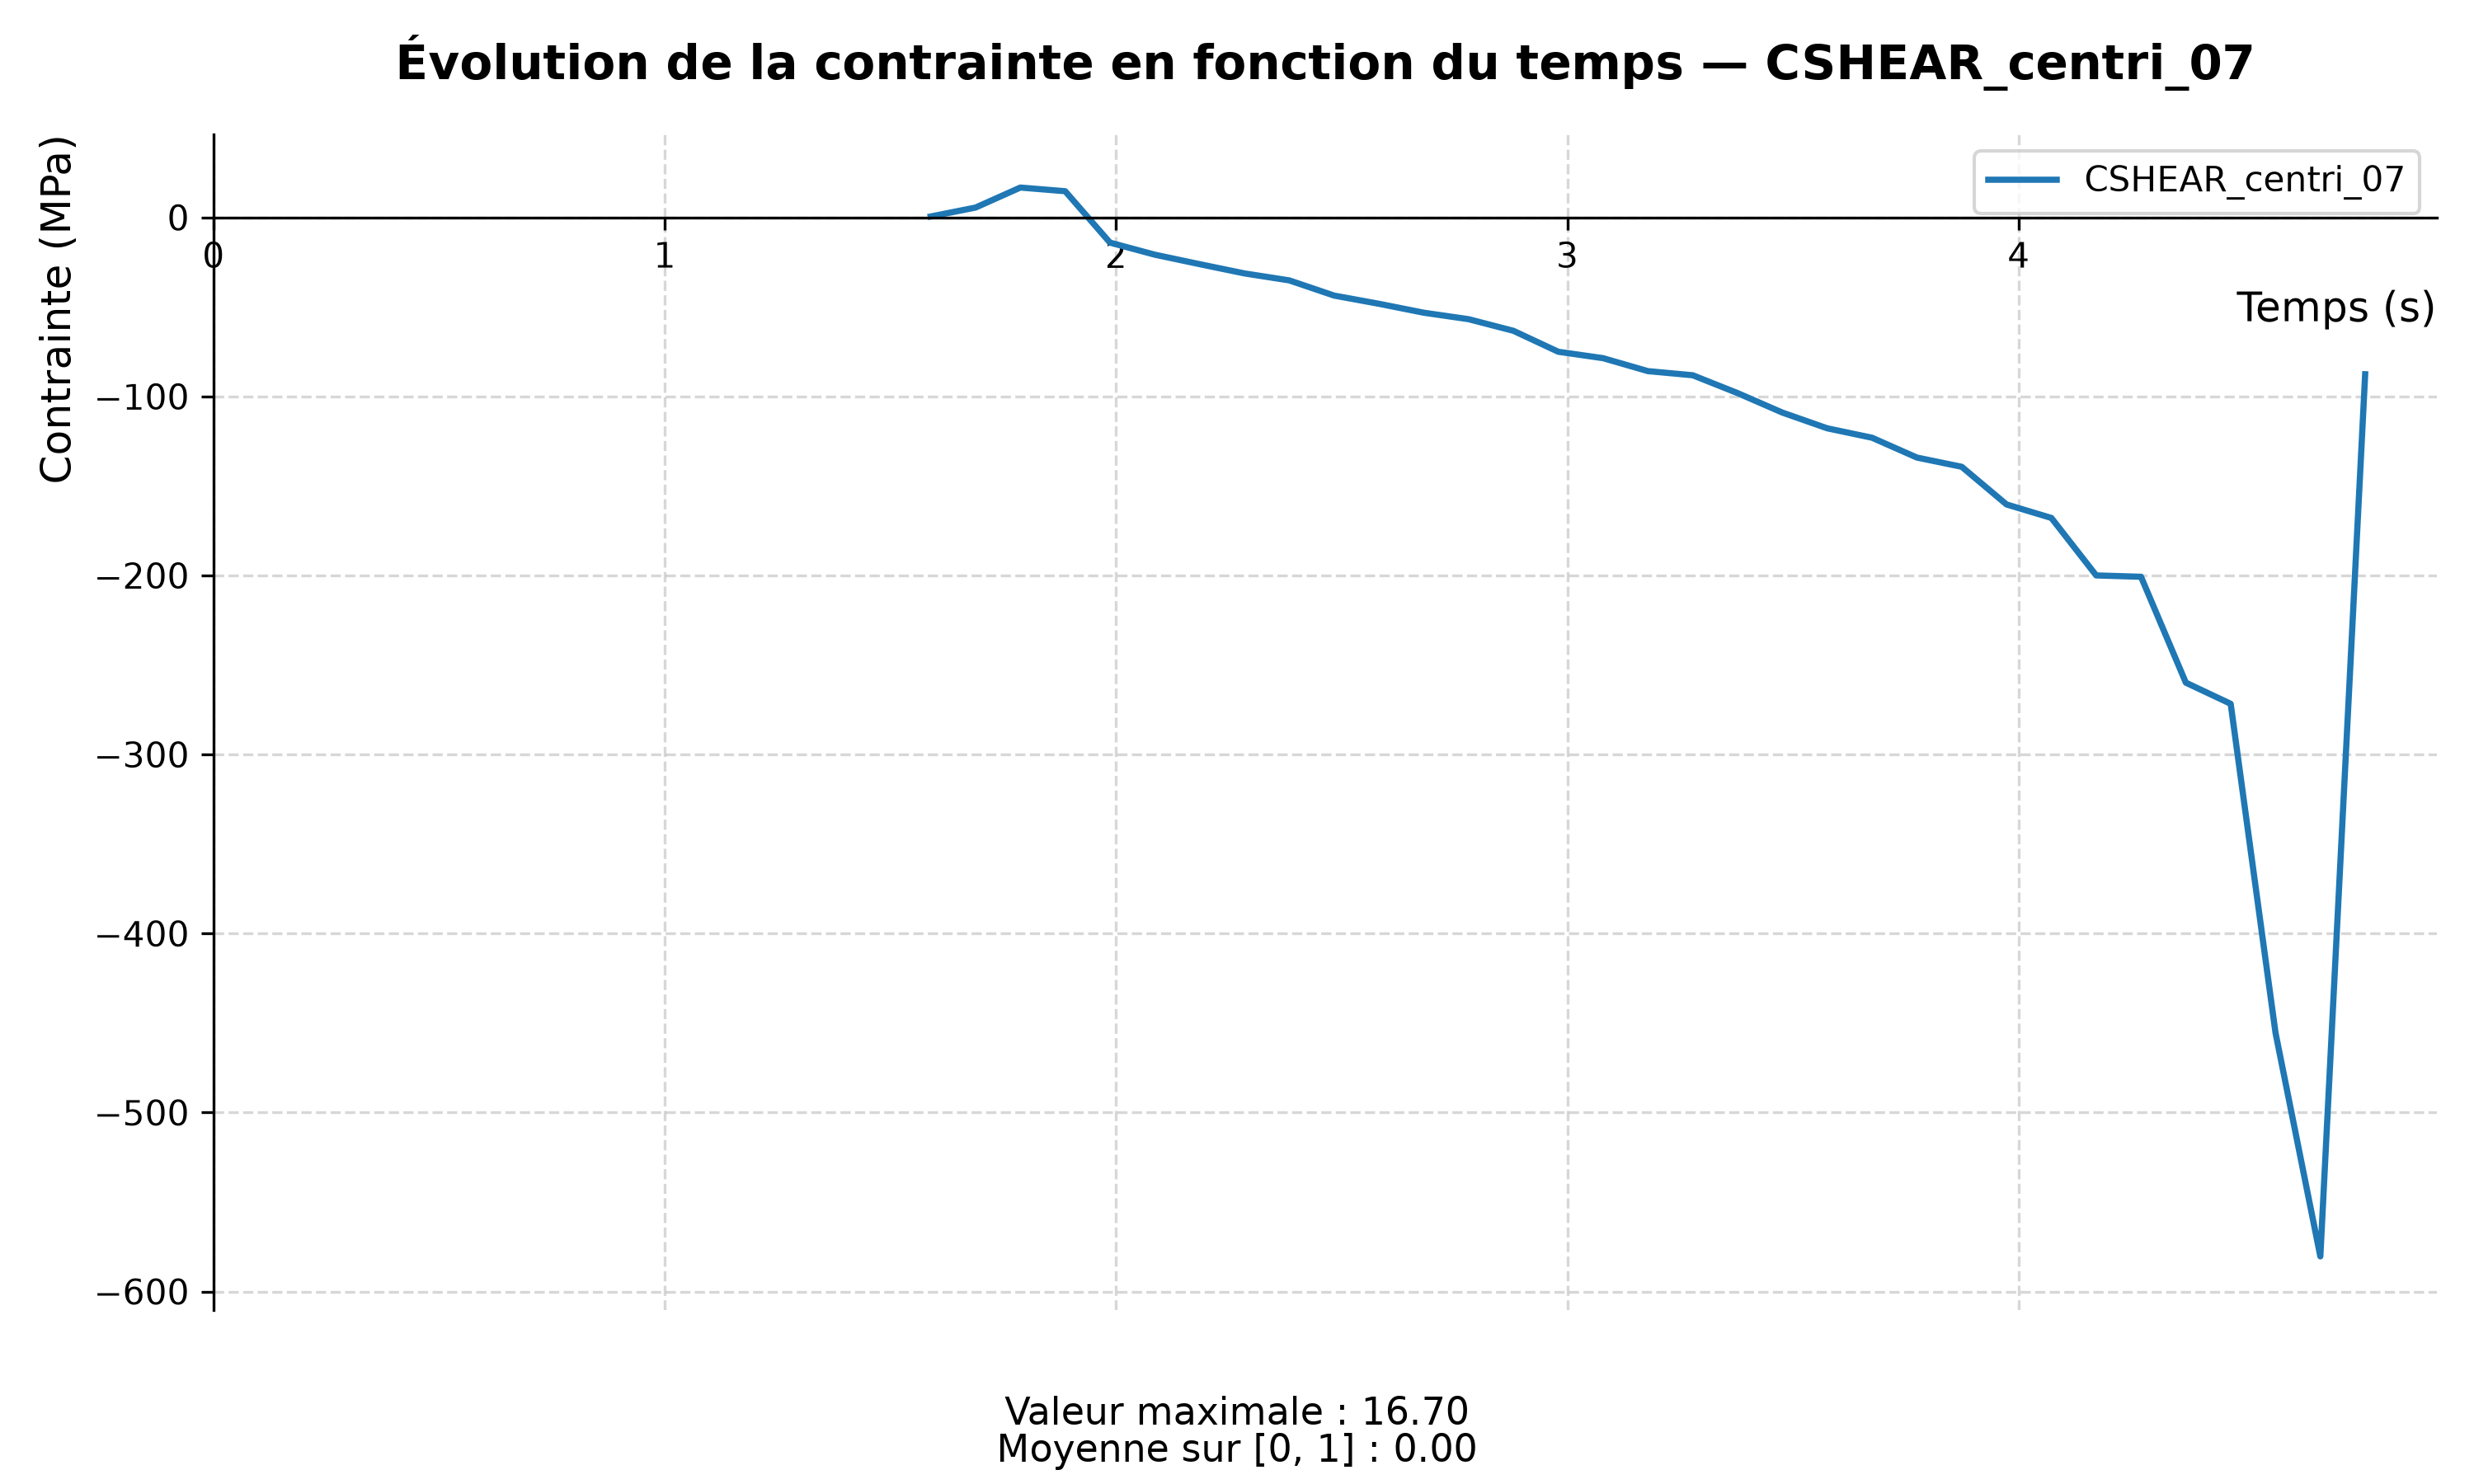 Évolution de la contrainte en fonction du temps — CSHEAR_centri_07
Contrainte (MPa)
CSHEAR_centri_07
0
0
1
2
3
4
Temps (s)
−100
−200
−300
−400
−500
−600
Valeur maximale : 16.70
Moyenne sur [0, 1] : 0.00